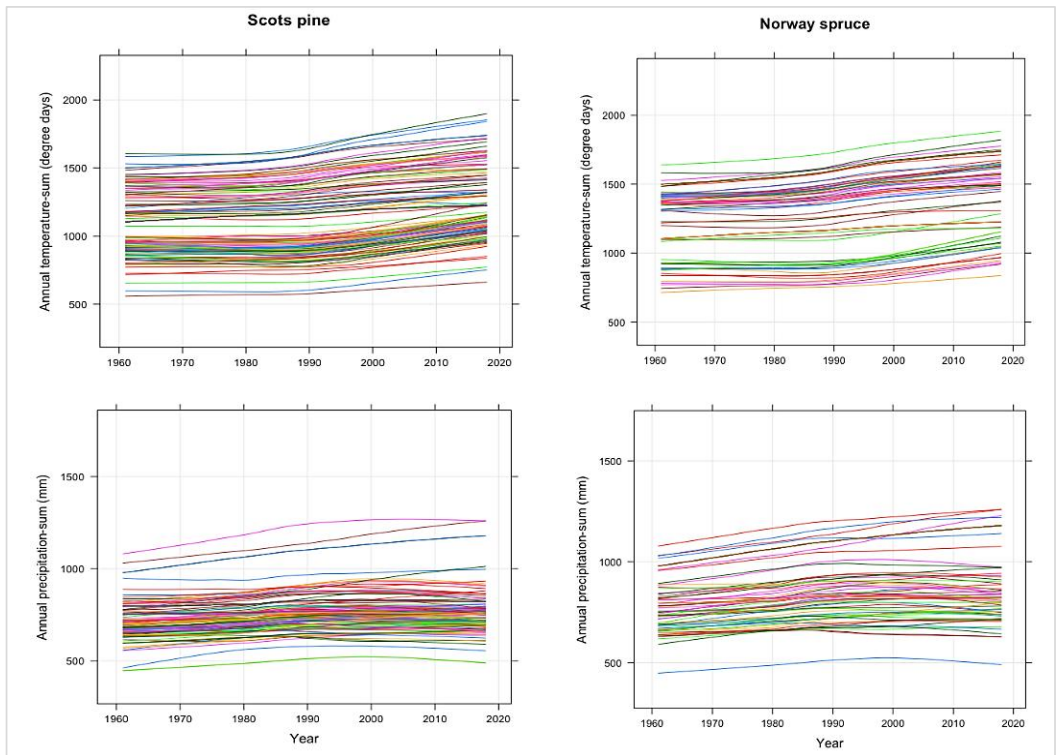 Scots pine
Norway spruce
Annual temperature-sum (degree days)
2000
1500
1000
500
1960 1970 1980 1990 2000 2010 2020
Annual temperature-sum (degree days)
2000
1500
1000
500
1960 1970 1980 1990 2000 2010 2020
Annual precipitation-sum (mm)
1500
1000
500
1960 1970 1980 1990 2000 2010 2020
Year
Annual precipitation-sum (mm)
1500
1000
500
1960 1970 1980 1990 2000 2010 2020
Year